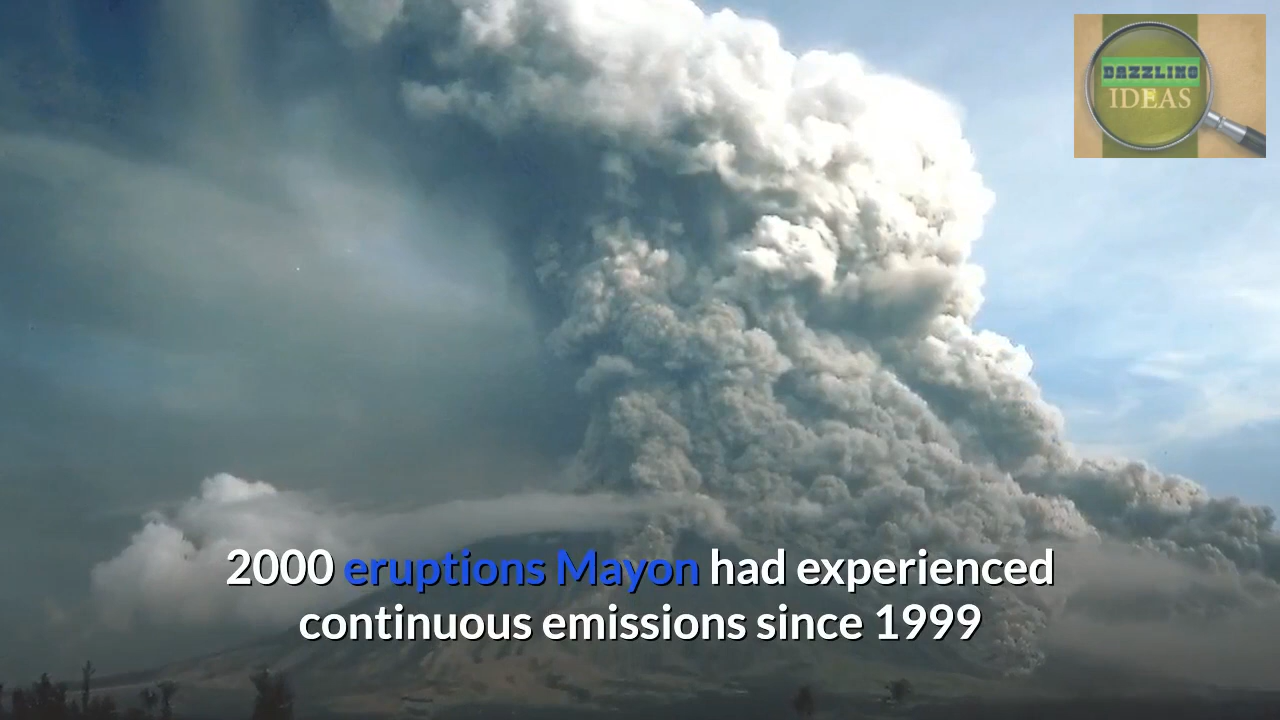 DAZZLING
IDEAS
2000 eruptions Mayon had experienced
continuous emissions since 1999